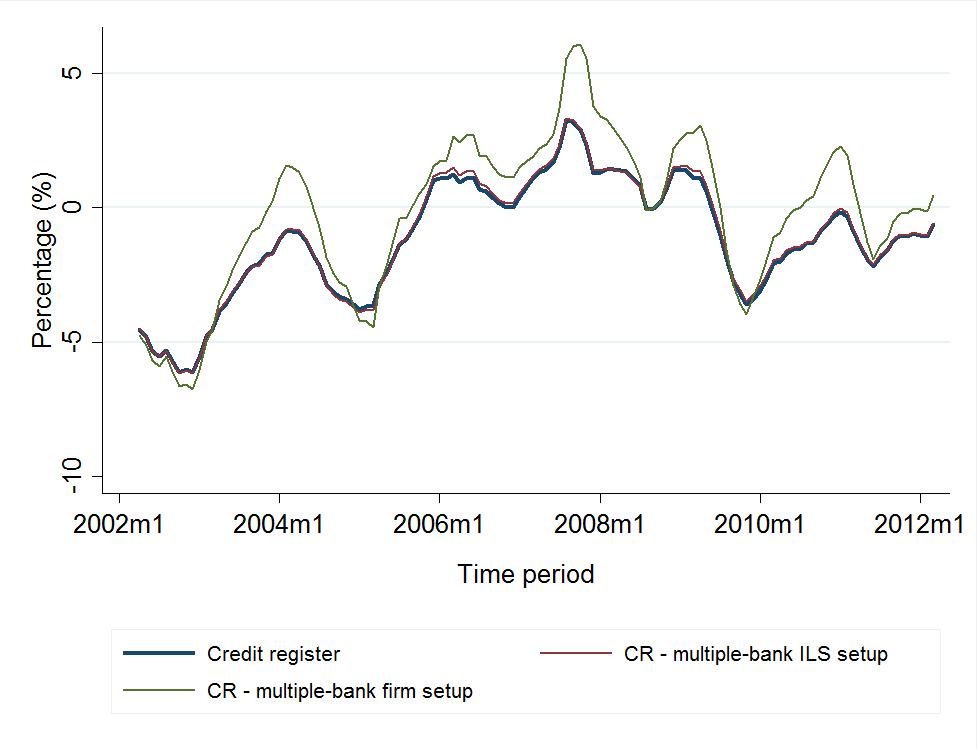 Percentage (%)
5
0
-5
-10
2002m1 2004m1 2006m1 2008m1 2010m1 2012m1
Time period
Credit register CR - multiple-bank ILS setup
CR - multiple-bank firm setup